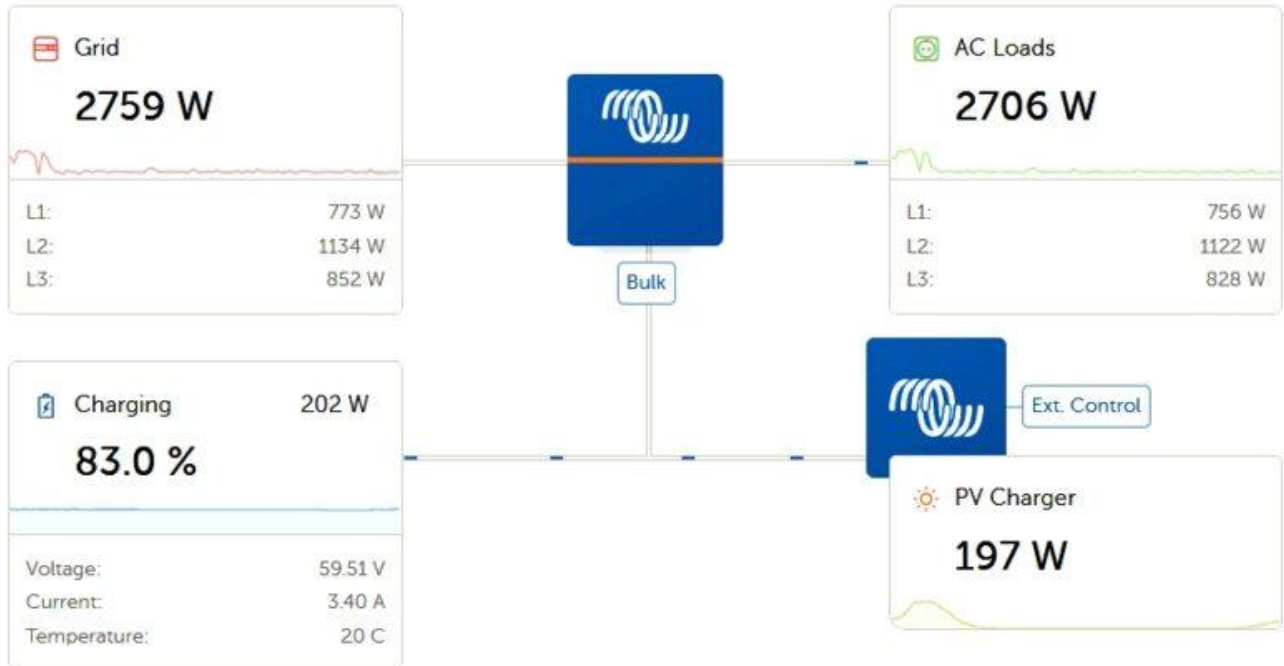 Grid
2759 W
L1: 773 W
L2: 1134 W
L3: 852 W
AC Loads
2706 W
L1: 756 W
L2: 1122 W
L3: 828 W
Bulk
Charging 202 W
83.0 %
Voltage: 59.51 V
Current: 3.40 A
Temperature: 20 C
Ext. Control
PV Charger
197 W